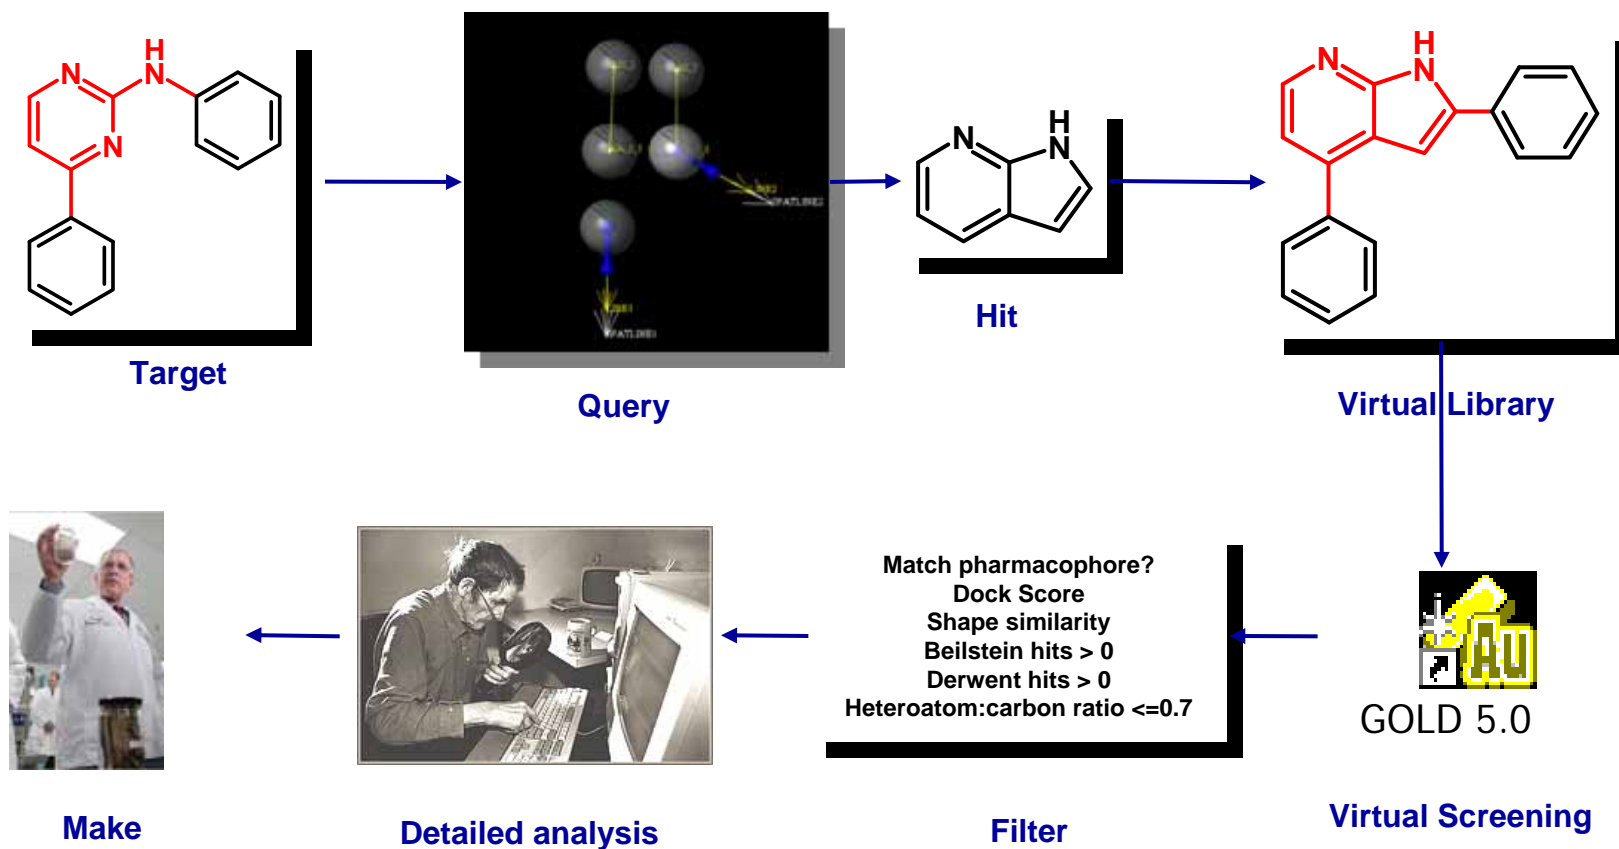 H
N
N
N
Target
Query
N
H
N
Hit
N
H
N
Virtual Library
Make
Detailed analysis
Match pharmacophore?
Dock Score
Shape similarity
Beilstein hits > 0
Derwent hits > 0
Heteroatom:carbon ratio <=0.7
Filter
Au
GOLD 5.0
Virtual Screening